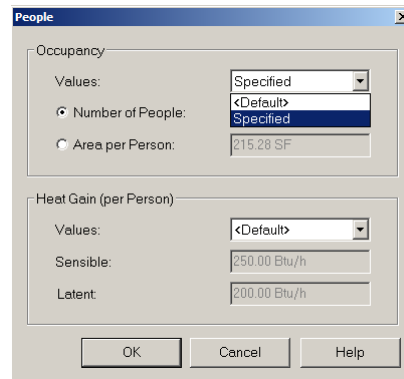 People
Occupancy
Values: Specified
<Default>
Number of People: Specified
Area per Person: 215.28 SF
Heat Gain (per Person)
Values: <Default>
Sensible: 250.00 Btu/h
Latent: 200.00 Btu/h
OK Cancel Help